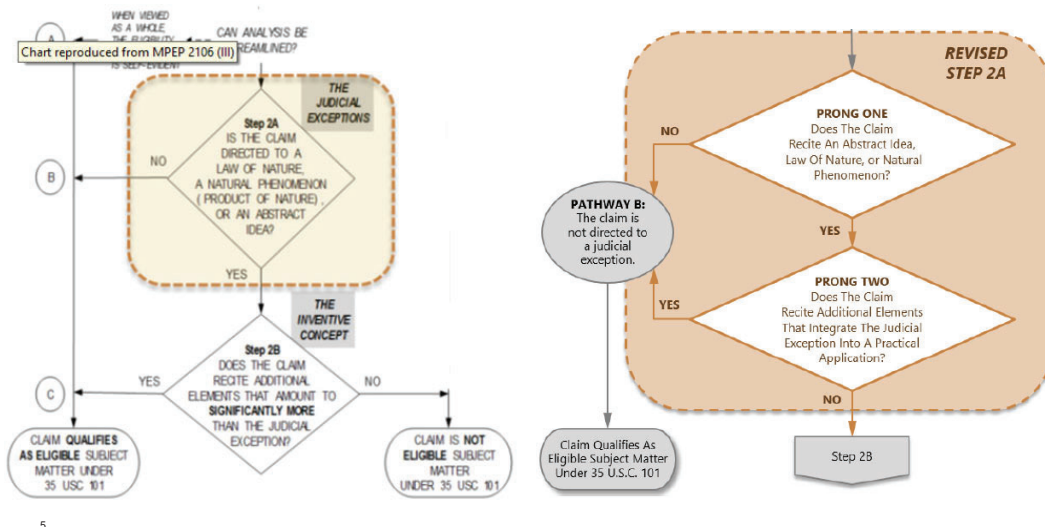 WHEN VIEWED
AS A WHOLE,
THE ELIGIBILITY
IS SELF-EVIDENT
CAN ANALYSIS BE
STREAMLINED?
A
Chart reproduced from MPEP 2106 (III)
THE
JUDICIAL
EXCEPTIONS
Step 2A
IS THE CLAIM
DIRECTED TO A
LAW OF NATURE,
A NATURAL PHENOMENON
( PRODUCT OF NATURE) ,
OR AN ABSTRACT
IDEA?
NO
B
YES
THE
INVENTIVE
CONCEPT
Step 2B
DOES THE CLAIM
RECITE ADDITIONAL
ELEMENTS THAT AMOUNT TO
SIGNIFICANTLY MORE
THAN THE JUDICIAL
EXCEPTION?
YES
NO
C
CLAIM QUALIFIES
AS ELIGIBLE SUBJECT
MATTER UNDER
35 USC 101
CLAIM IS NOT
ELIGIBLE SUBJECT
MATTER
UNDER 35 USC 101
5
REVISED
STEP 2A
PRONG ONE
Does The Claim
Recite An Abstract Idea,
Law Of Nature, or Natural
Phenomenon?
NO
YES
PATHWAY B:
The claim is
not directed to
a judicial
exception.
PRONG TWO
Does The Claim
Recite Additional Elements
That Integrate The Judicial
Exception Into A Practical
Application?
YES
NO
Claim Qualifies As
Eligible Subject Matter
Under 35 U.S.C. 101
Step 2B